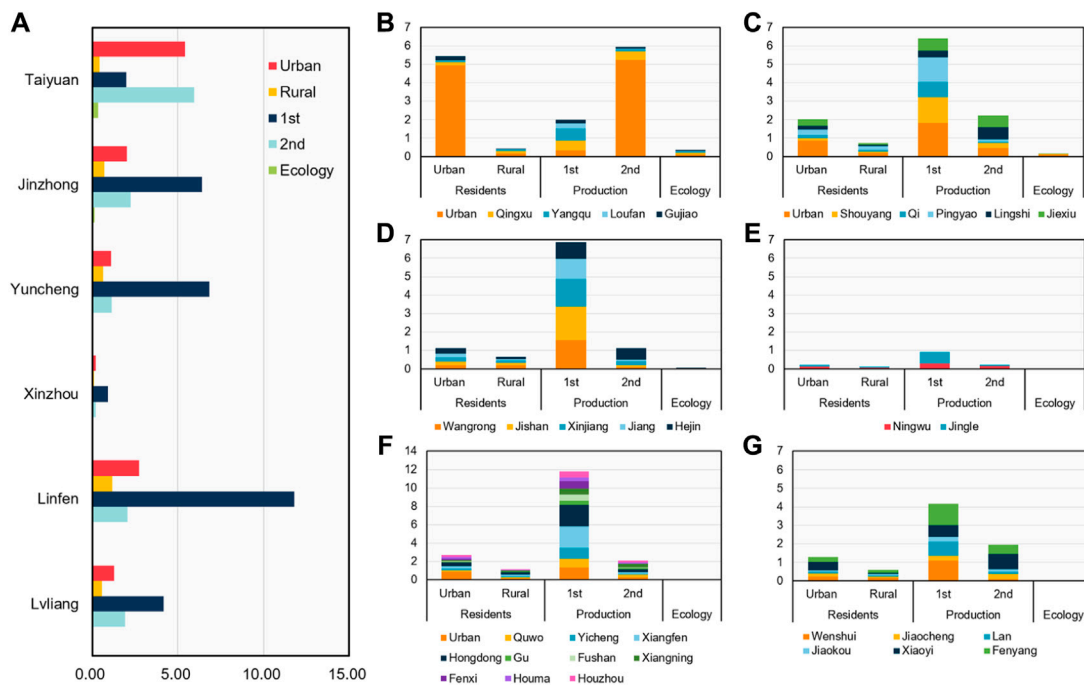 A
Taiyuan
Jinzhong
Yuncheng
Xinzhou
Linfen
Lvliang
0.00 5.00 10.00 15.00
Urban
Rural
1st
2nd
Ecology
B
7
6
5
4
3
2
1
0
Urban Rural 1st 2nd
Residents Production Ecology
Urban Qingxu Yangqu Loufan Gujiao
C
7
6
5
4
3
2
1
0
Urban Rural 1st 2nd
Residents Production Ecology
Urban Shouyang Qi Pingyao Lingshi Jiexiu
D
7
6
5
4
3
2
1
0
Urban Rural 1st 2nd
Residents Production Ecology
Wangrong Jishan Xinjiang Jiang Hejin
E
7
6
5
4
3
2
1
0
Urban Rural 1st 2nd
Residents Production Ecology
Ningwu Jingle
F
14
12
10
8
6
4
2
0
Urban Rural 1st 2nd
Residents Production Ecology
Urban Quwo Yicheng Xiangfen
Hongdong Gu Fushan Xiangning
Fenxi Houma Houzhou
G
7
6
5
4
3
2
1
0
Urban Rural 1st 2nd
Residents Production Ecology
Wenshui Jiaocheng Lan
Jiaokou Xiaoyi Fenyang